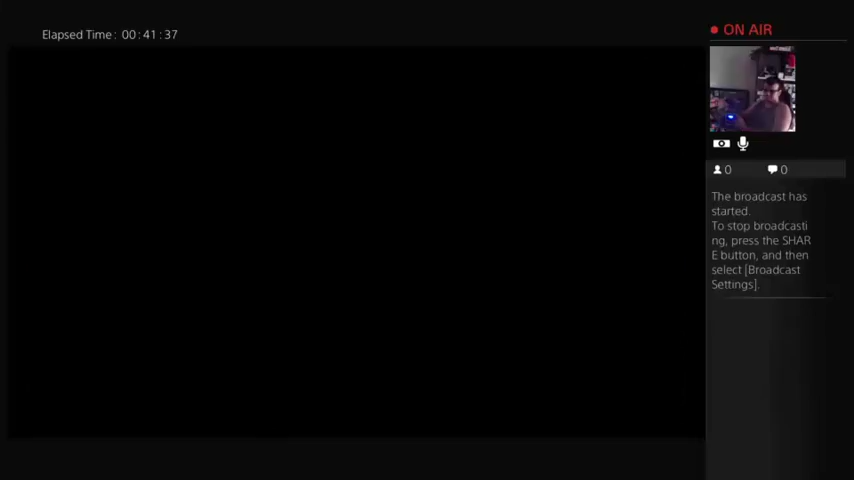 Elapsed Time: 00:41:37
ON AIR
0 0
The broadcast has
started.
To stop broadcasti
ng, press the SHAR
E button, and then
select [Broadcast
Settings].